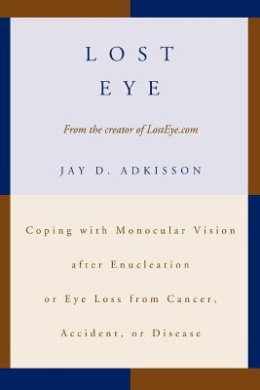 LOST
EYE
From the creator of LostEye.com
JAY D. ADKISSON
Coping with Monocular Vision
after Enucleation
or Eye Loss from Cancer,
Accident, or Disease